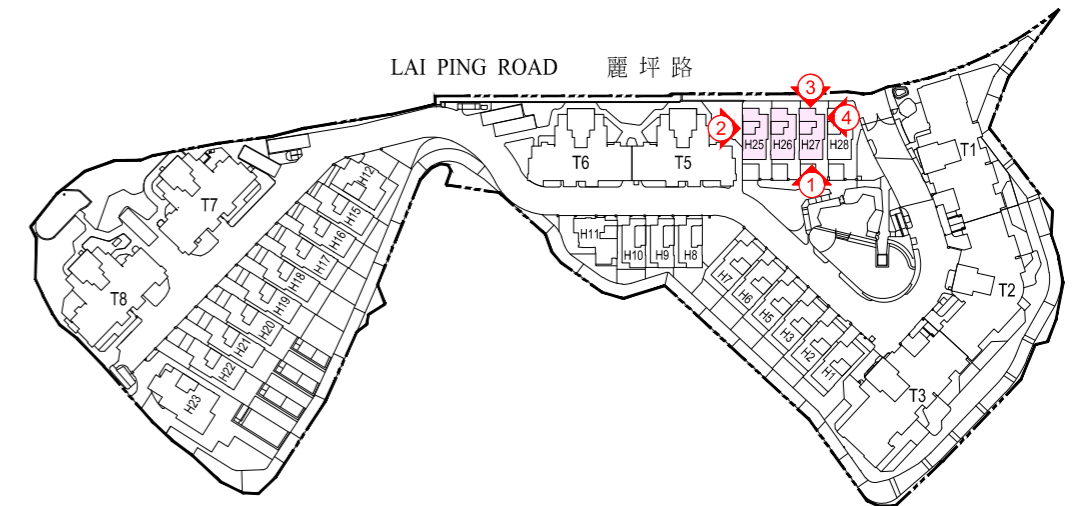 LAI PING ROAD 麗坪路
3
2
4
1
H25
H26
H27
H28
T6
T5
T1
T7
T8
T2
T3
H12
H15
H16
H17
H18
H19
H20
H21
H22
H23
H11
H10
H9
H8
H7
H6
H5
H3
H2
H1